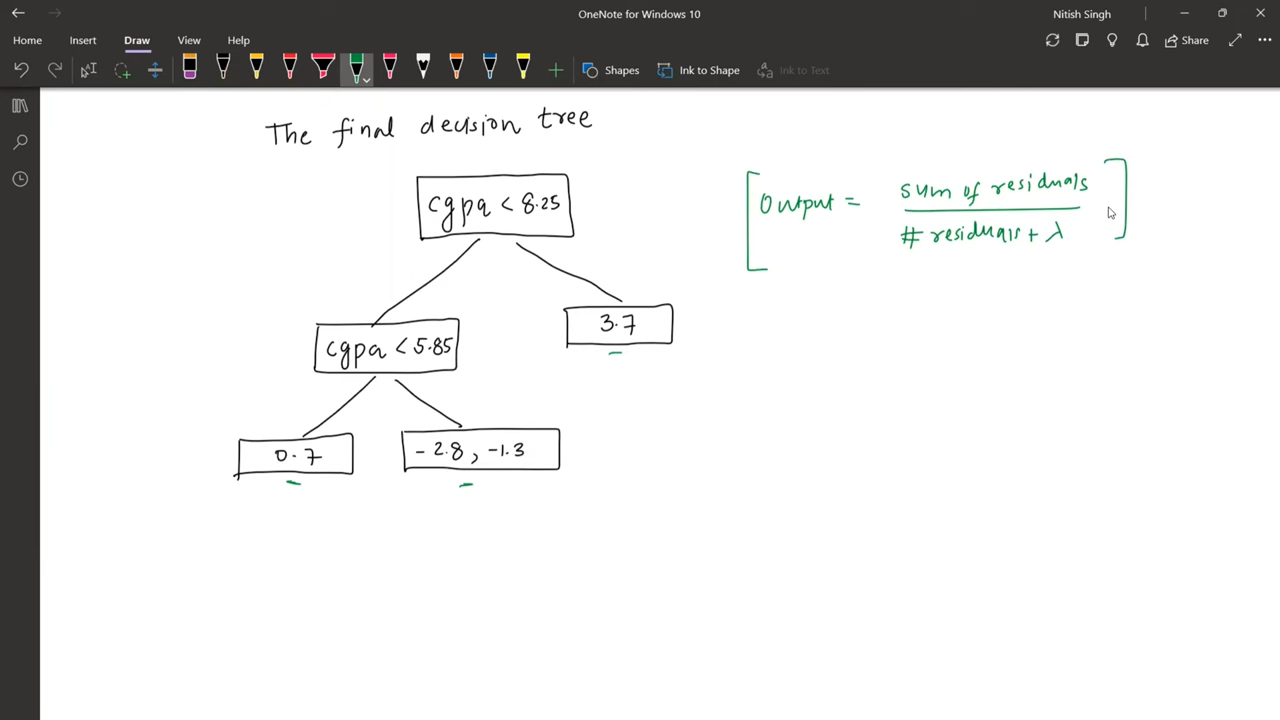 OneNote for Windows 10
Nitish Singh
Home Insert Draw View Help
Share
Shapes Ink to Shape Ink to Text
The final decision tree
cgpa < 8.25
Output = sum of residuals
# residuals + λ
cgpa < 5.85
3.7
0.7
-2.8, -1.3